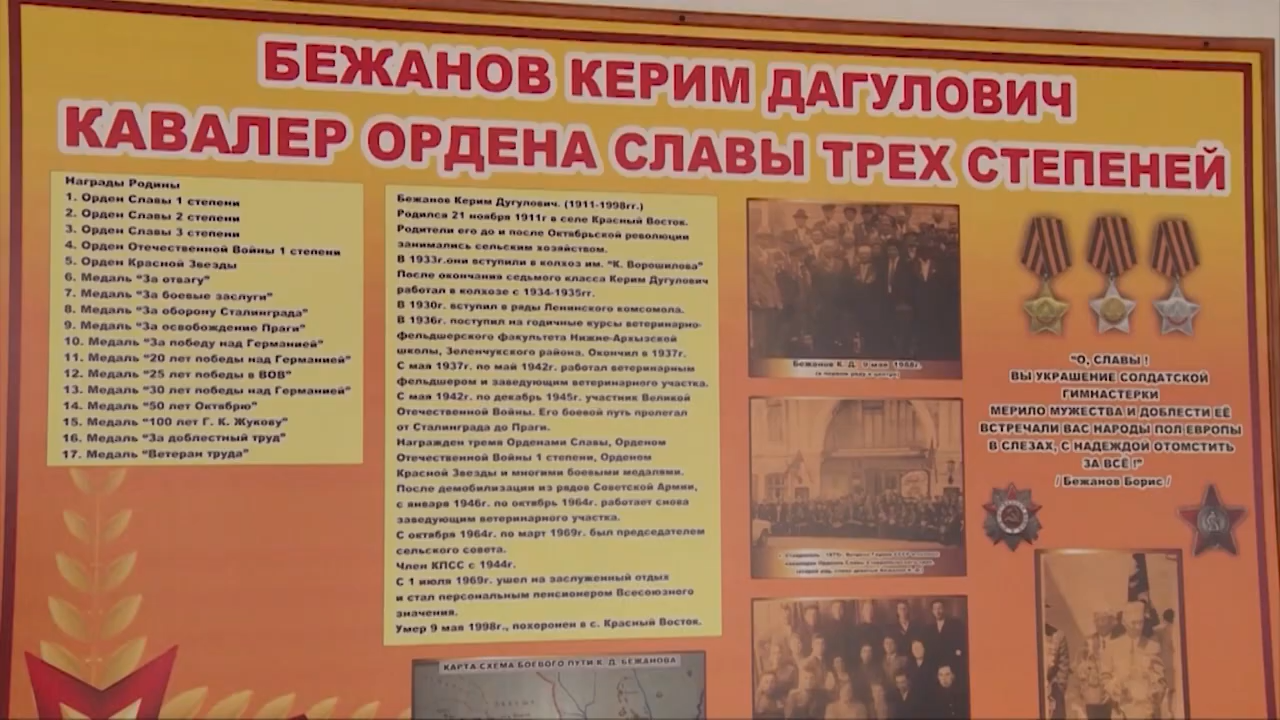 БЕЖАНОВ КЕРИМ ДАГУЛОВИЧ
КАВАЛЕР ОРДЕНА СЛАВЫ ТРЕХ СТЕПЕНЕЙ
Награды Родины
1. Орден Славы 1 степени
2. Орден Славы 2 степени
3. Орден Славы 3 степени
4. Орден Отечественной Войны 1 степени
5. Орден Красной Звезды
6. Медаль "За отвагу"
7. Медаль "За боевые заслуги"
8. Медаль "За оборону Сталинграда"
9. Медаль "За освобождение Праги"
10. Медаль "За победу над Германией"
11. Медаль "20 лет победы над Германией"
12. Медаль "25 лет победы в ВОВ"
13. Медаль "30 лет победы над Германией"
14. Медаль "50 лет Октябрю"
15. Медаль "100 лет Г. К. Жукову"
16. Медаль "За доблестный труд"
17. Медаль "Ветеран труда"
Бежанов Керим Дугулович. (1911-1998гг.)
Родился 21 ноября 1911г в селе Красный Восток.
Родители его до и после Октябрьской революции
занимались сельским хозяйством.
В 1933г.они вступили в колхоз им. "К. Ворошилова"
После окончания седьмого класса Керим Дугулович
работал в колхозе с 1934-1935гг.
В 1930г. вступил в ряды Ленинского комсомола.
В 1936г. поступил на годичные курсы ветеринарно-
фельдшерского факультета Нижне-Архызской
школы, Зеленчукского района. Окончил в 1937г.
С мая 1937г. по май 1942г. работал ветеринарным
фельдшером и заведующим ветеринарного участка.
С мая 1942г. по декабрь 1945г. участник Великой
Отечественной Войны. Его боевой путь пролегал
от Сталинграда до Праги.
Награжден тремя Орденами Славы, Орденом
Отечественной Войны 1 степени, Орденом
Красной Звезды и многими боевыми медалями.
После демобилизации из рядов Советской Армии,
с января 1946г. по октябрь 1964г. работает снова
заведующим ветеринарного участка.
С октября 1964г. по март 1969г. был председателем
сельского совета.
Член КПСС с 1944г.
С 1 июля 1969г. ушел на заслуженный отдых
и стал персональным пенсионером Всесоюзного
значения.
Умер 9 мая 1998г., похоронен в с. Красный Восток.
КАРТА-СХЕМА БОЕВОГО ПУТИ К. Д. БЕЖАНОВА
Бежанов К. Д. 9 мая 1988г.
(в первом ряду в центре)
"О, СЛАВЫ !
ВЫ УКРАШЕНИЕ СОЛДАТСКОЙ
ГИМНАСТЕРКИ
МЕРИЛО МУЖЕСТВА И ДОБЛЕСТИ ЕЁ
ВСТРЕЧАЛИ ВАС НАРОДЫ ПОЛ ЕВРОПЫ
В СЛЕЗАХ, С НАДЕЖДОЙ ОТОМСТИТЬ
ЗА ВСЁ !"
/ Бежанов Борис /